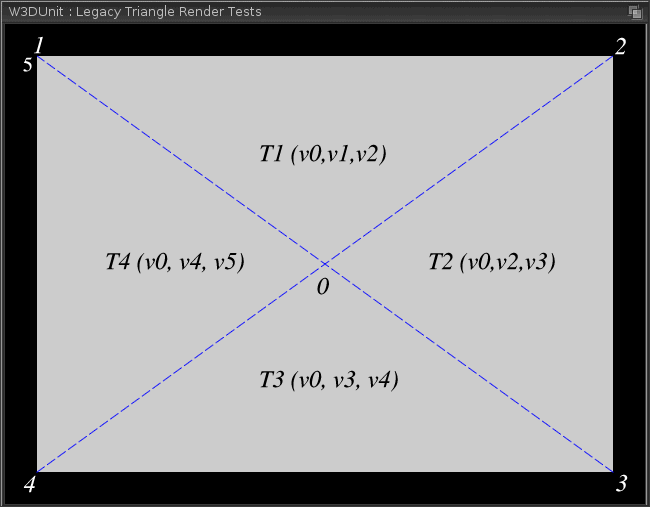 W3DUnit : Legacy Triangle Render Tests
1
2
5
T1 (v0,v1,v2)
T4 (v0, v4, v5)
T2 (v0,v2,v3)
0
T3 (v0, v3, v4)
4
3